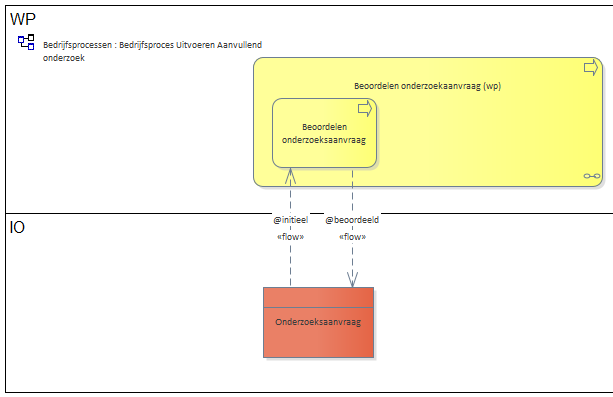 WP
Bedrijfsprocessen : Bedrijfsproces Uitvoeren Aanvullend
onderzoek
Beoordelen onderzoekaanvraag (wp)
Beoordelen
onderzoeksaanvraag
@initieel
«flow»
@beoordeeld
«flow»
IO
Onderzoeksaanvraag